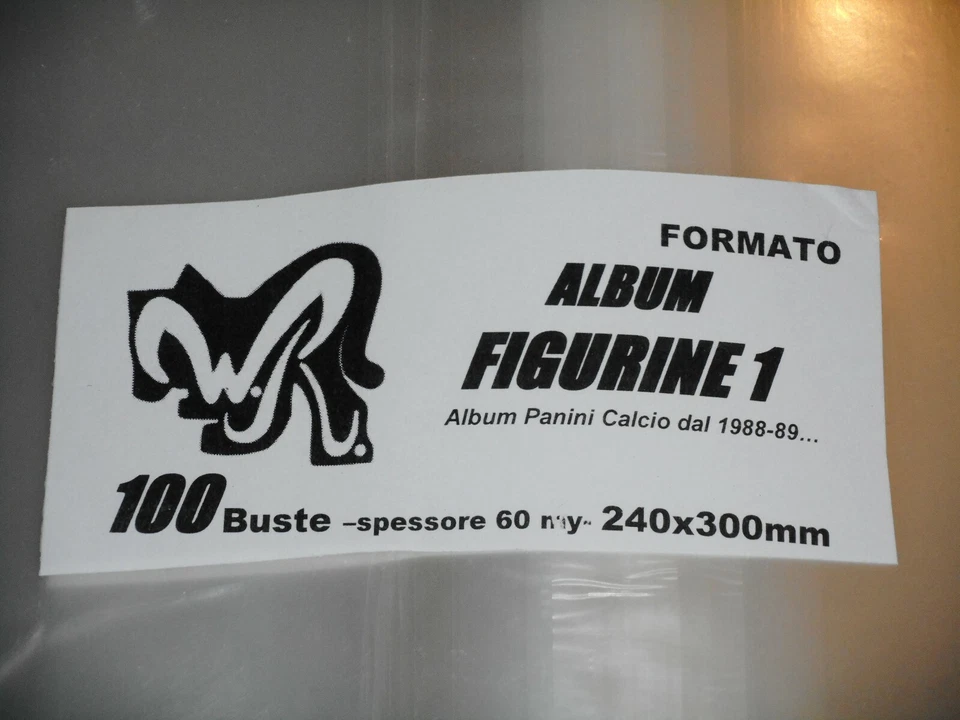 FORMATO
ALBUM
FIGURINE 1
Album Panini Calcio dal 1988-89...
W.R.
100 Buste –spessore 60 my- 240x300mm